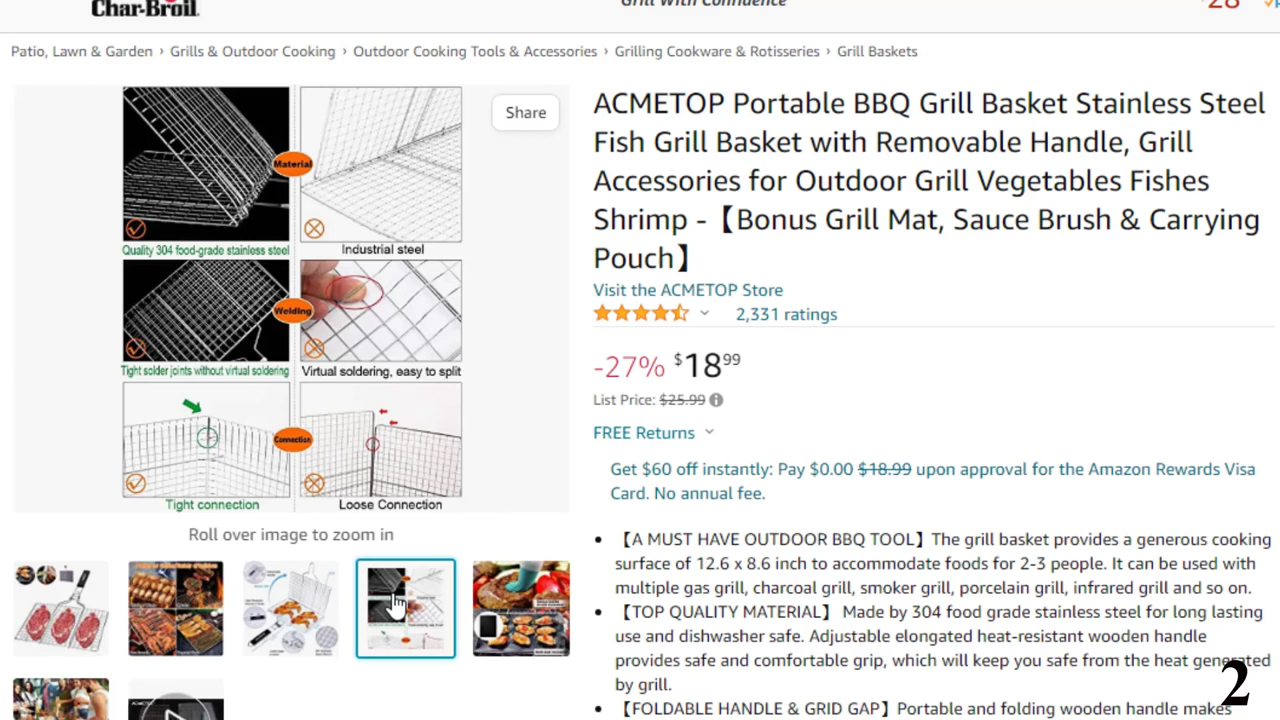 Char-Broil
Grill With Confidence
$28
Patio, Lawn & Garden › Grills & Outdoor Cooking › Outdoor Cooking Tools & Accessories › Grilling Cookware & Rotisseries › Grill Baskets
Share
Material
Quality 304 food-grade stainless steel
Industrial steel
Welding
Tight solder joints without virtual soldering
Virtual soldering, easy to split
Connection
Tight connection
Loose Connection
Roll over image to zoom in
ACMETOP Portable BBQ Grill Basket Stainless Steel
Fish Grill Basket with Removable Handle, Grill
Accessories for Outdoor Grill Vegetables Fishes
Shrimp -【Bonus Grill Mat, Sauce Brush & Carrying
Pouch】
Visit the ACMETOP Store
2,331 ratings
-27% $18 99
List Price: $25.99
FREE Returns
Get $60 off instantly: Pay $0.00 $18.99 upon approval for the Amazon Rewards Visa
Card. No annual fee.
• 【A MUST HAVE OUTDOOR BBQ TOOL】The grill basket provides a generous cooking
surface of 12.6 x 8.6 inch to accommodate foods for 2-3 people. It can be used with
multiple gas grill, charcoal grill, smoker grill, porcelain grill, infrared grill and so on.
• 【TOP QUALITY MATERIAL】 Made by 304 food grade stainless steel for long lasting
use and dishwasher safe. Adjustable elongated heat-resistant wooden handle
provides safe and comfortable grip, which will keep you safe from the heat generated
by grill.
• 【FOLDABLE HANDLE & GRID GAP】Portable and folding wooden handle makes
2